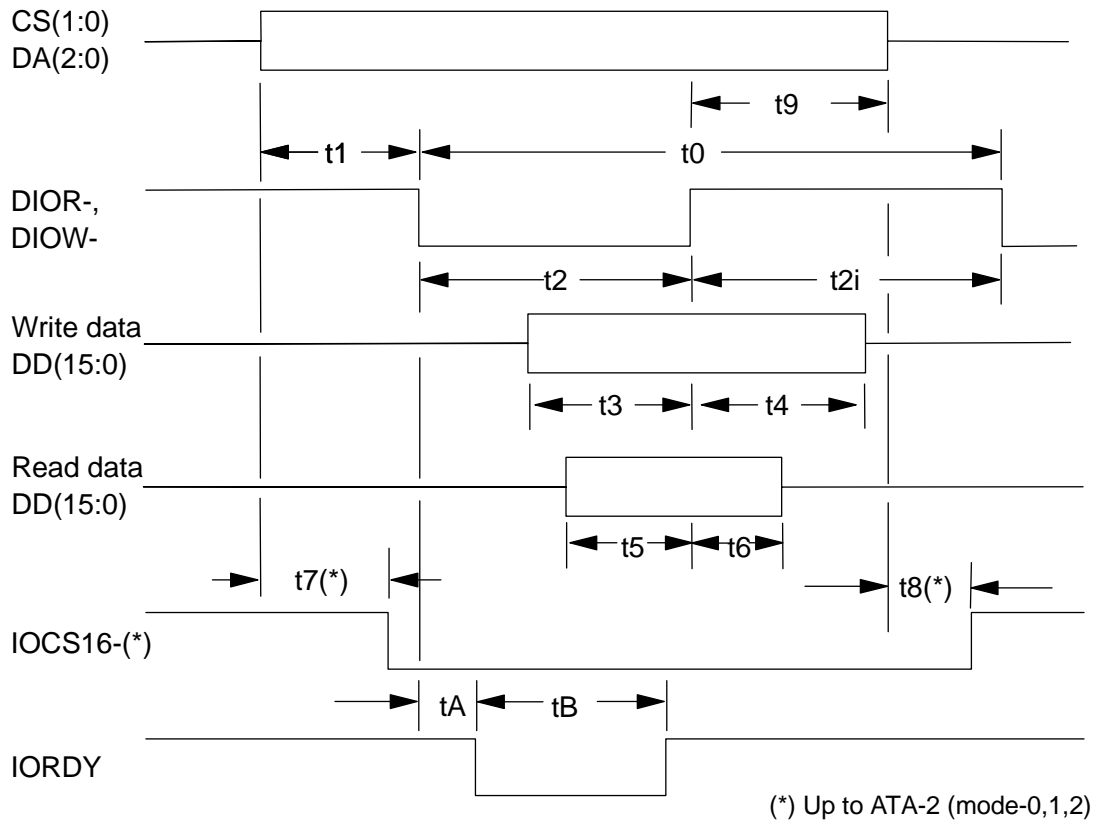 CS(1:0)
DA(2:0)
t9
t1
t0
DIOR-,
DIOW-
t2
t2i
Write data
DD(15:0)
t3
t4
Read data
DD(15:0)
t5
t6
t7(*)
t8(*)
IOCS16-(*)
tA
tB
IORDY
(*) Up to ATA-2 (mode-0,1,2)